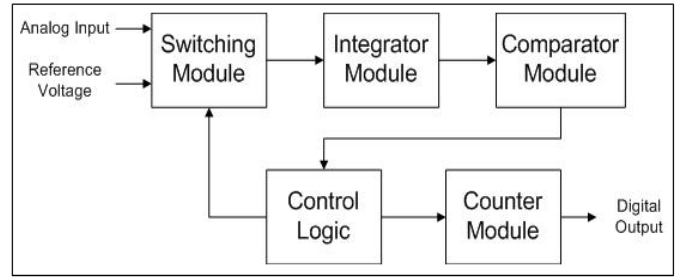 Analog Input
Reference
Voltage
Switching
Module
Integrator
Module
Comparator
Module
Control
Logic
Counter
Module
Digital
Output